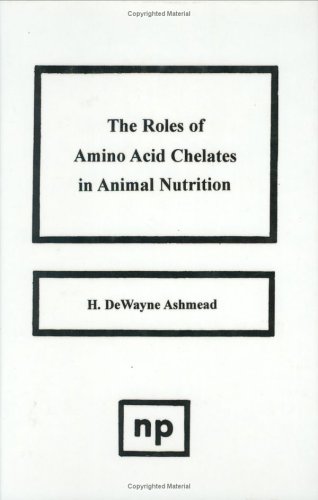 Copyrighted Material
The Roles of
Amino Acid Chelates
in Animal Nutrition
H. DeWayne Ashmead
np
Copyrighted Material